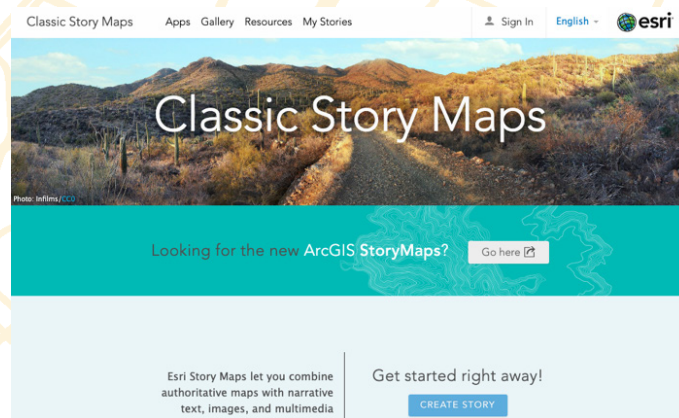 Classic Story Maps Apps Gallery Resources My Stories Sign In English esri
Classic Story Maps
Photo: Infilms/CC0
Looking for the new ArcGIS StoryMaps? Go here
Esri Story Maps let you combine
authoritative maps with narrative
text, images, and multimedia
Get started right away!
CREATE STORY